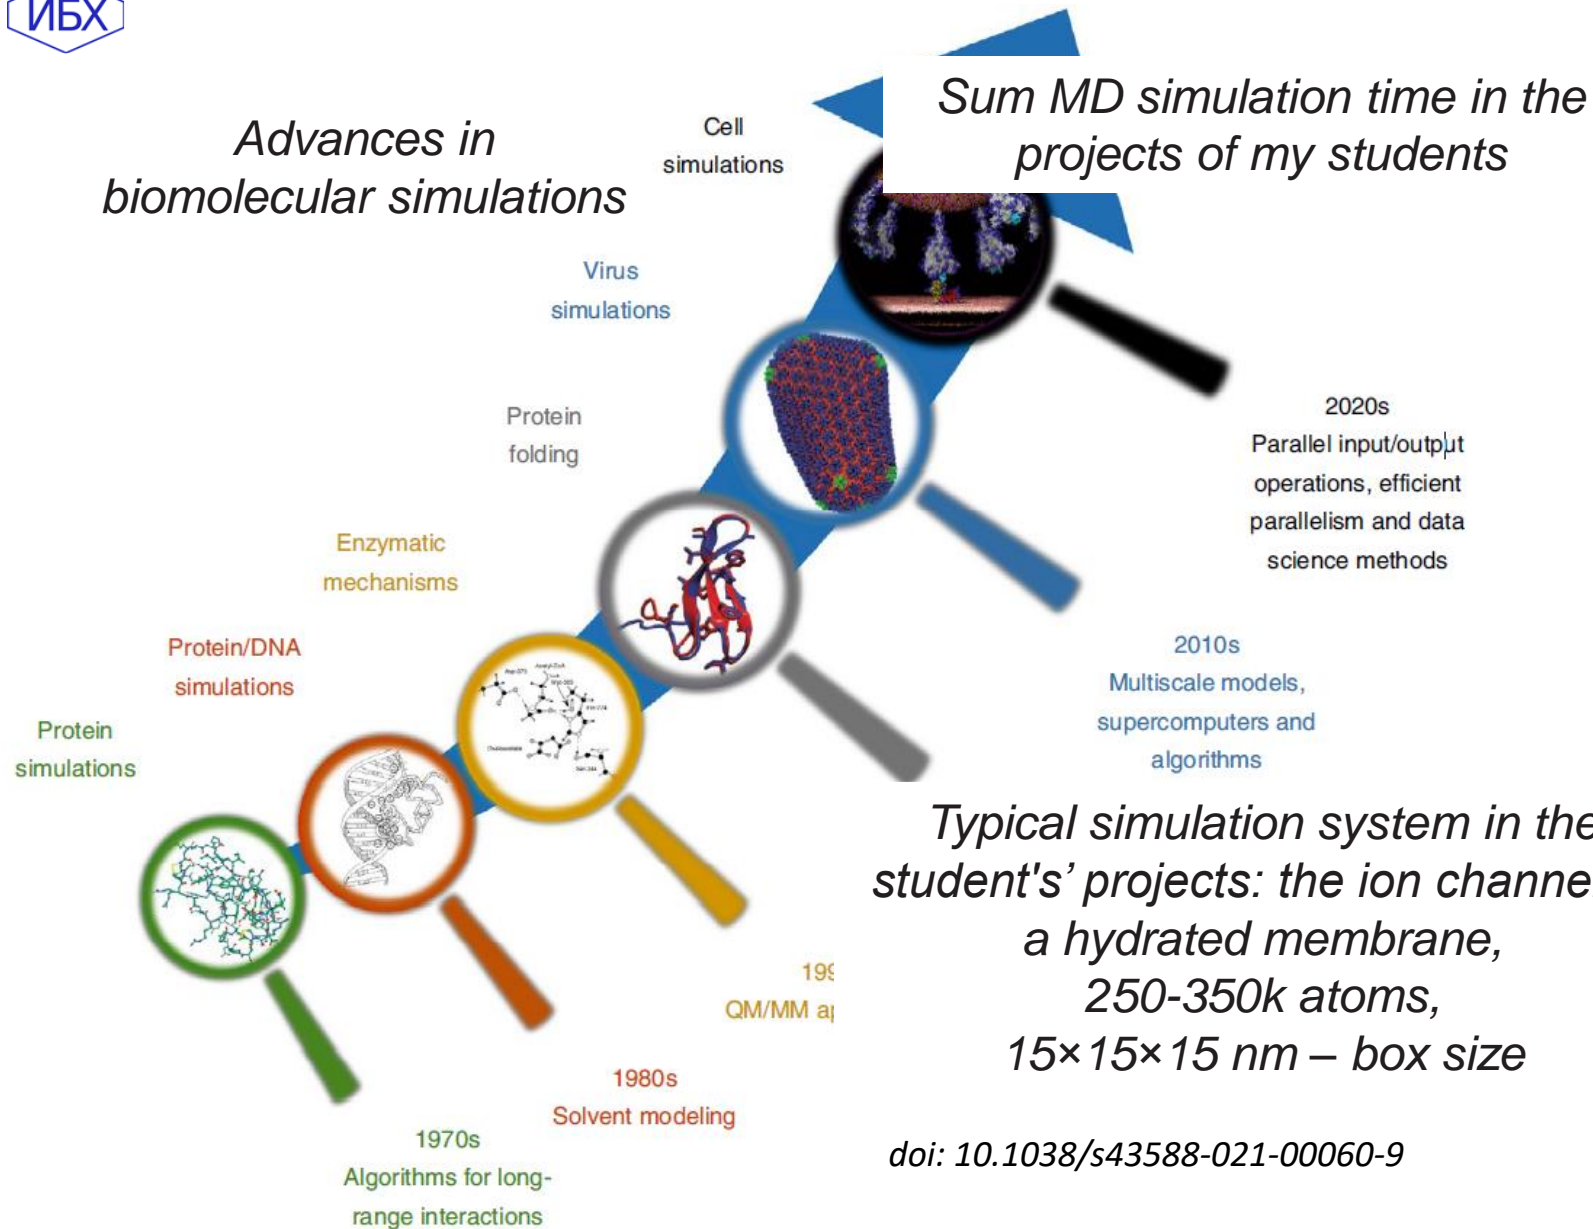 ИБХ
Advances in
biomolecular simulations
Sum MD simulation time in the
projects of my students
Cell
simulations
Virus
simulations
Protein
folding
Enzymatic
mechanisms
Protein/DNA
simulations
Protein
simulations
2020s
Parallel input/output
operations, efficient
parallelism and data
science methods
2010s
Multiscale models,
supercomputers and
algorithms
199
QM/MM
1980s
Solvent modeling
1970s
Algorithms for long-
range interactions
Typical simulation system in the
student's’ projects: the ion
a hydrated membrane,
250-350k atoms,
15×15×15 nm – box size
doi: 10.1038/s43588-021-00060-9